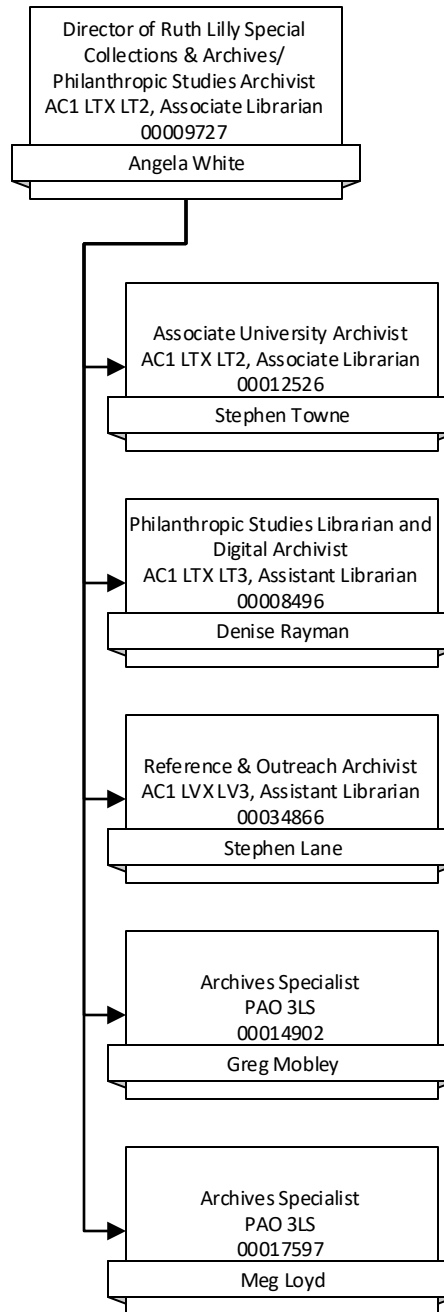 Director of Ruth Lilly Special
Collections & Archives/
Philanthropic Studies Archivist
AC1 LTX LT2, Associate Librarian
00009727
Angela White
Associate University Archivist
AC1 LTX LT2, Associate Librarian
00012526
Stephen Towne
Philanthropic Studies Librarian and
Digital Archivist
AC1 LTX LT3, Assistant Librarian
00008496
Denise Rayman
Reference & Outreach Archivist
AC1 LVX LV3, Assistant Librarian
00034866
Stephen Lane
Archives Specialist
PAO 3LS
00014902
Greg Mobley
Archives Specialist
PAO 3LS
00017597
Meg Loyd